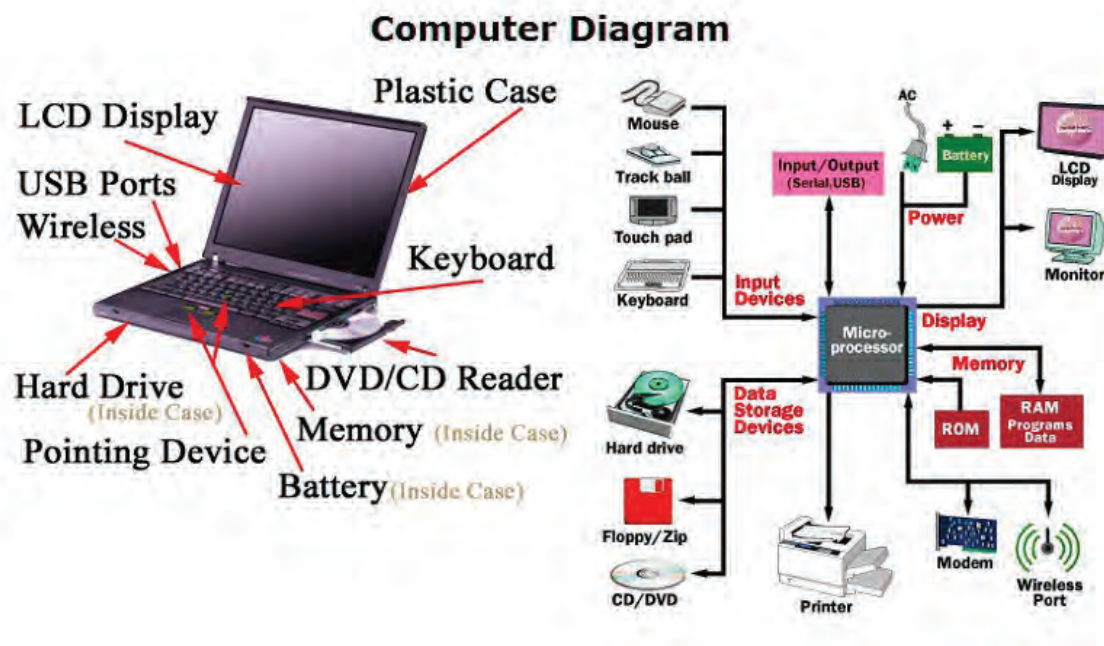 Computer Diagram
LCD Display
Plastic Case
USB Ports
Wireless
Keyboard
Hard Drive
(Inside Case)
Pointing Device
DVD/CD Reader
Memory (Inside Case)
Battery (Inside Case)
Mouse
Track ball
Touch pad
Keyboard
Input
Devices
Input/Output
(Serial,USB)
AC
+ −
Battery
Power
LCD
Display
Monitor
Micro-
processor
Display
Memory
ROM
RAM
Programs
Data
Data
Storage
Devices
Hard drive
Floppy/Zip
CD/DVD
Printer
Modem
Wireless
Port